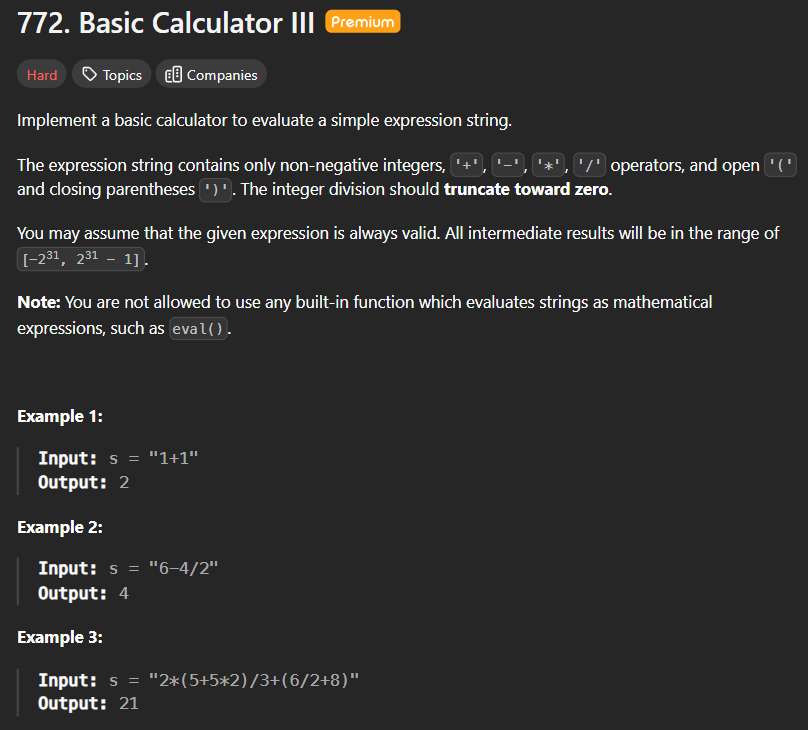 772. Basic Calculator III Premium
Hard Topics Companies
Implement a basic calculator to evaluate a simple expression string.
The expression string contains only non-negative integers, '+', '-', '*', '/' operators, and open '('
and closing parentheses ')'. The integer division should truncate toward zero.
You may assume that the given expression is always valid. All intermediate results will be in the range of
[-2³¹, 2³¹ - 1].
Note: You are not allowed to use any built-in function which evaluates strings as mathematical
expressions, such as eval().
Example 1:
Input: s = "1+1"
Output: 2
Example 2:
Input: s = "6-4/2"
Output: 4
Example 3:
Input: s = "2*(5+5*2)/3+(6/2+8)"
Output: 21